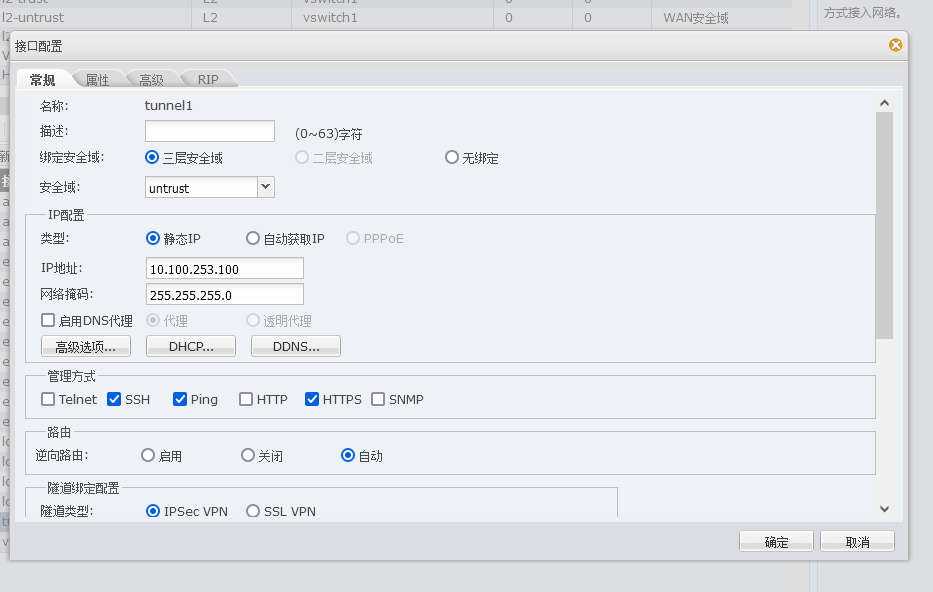 l2-trust L2 vswitch1 0 0
l2-untrust L2 vswitch1 0 0 WAN安全域
方式接入网络。
接口配置
常规 属性 高级 RIP
名称: tunnel1
描述: (0~63)字符
绑定安全域: 三层安全域 二层安全域 无绑定
安全域: untrust
IP配置
类型: 静态IP 自动获取IP PPPoE
IP地址: 10.100.253.100
网络掩码: 255.255.255.0
启用DNS代理 代理 透明代理
高级选项... DHCP... DDNS...
管理方式
Telnet SSH Ping HTTP HTTPS SNMP
路由
逆向路由: 启用 关闭 自动
隧道绑定配置
隧道类型: IPSec VPN SSL VPN
确定 取消